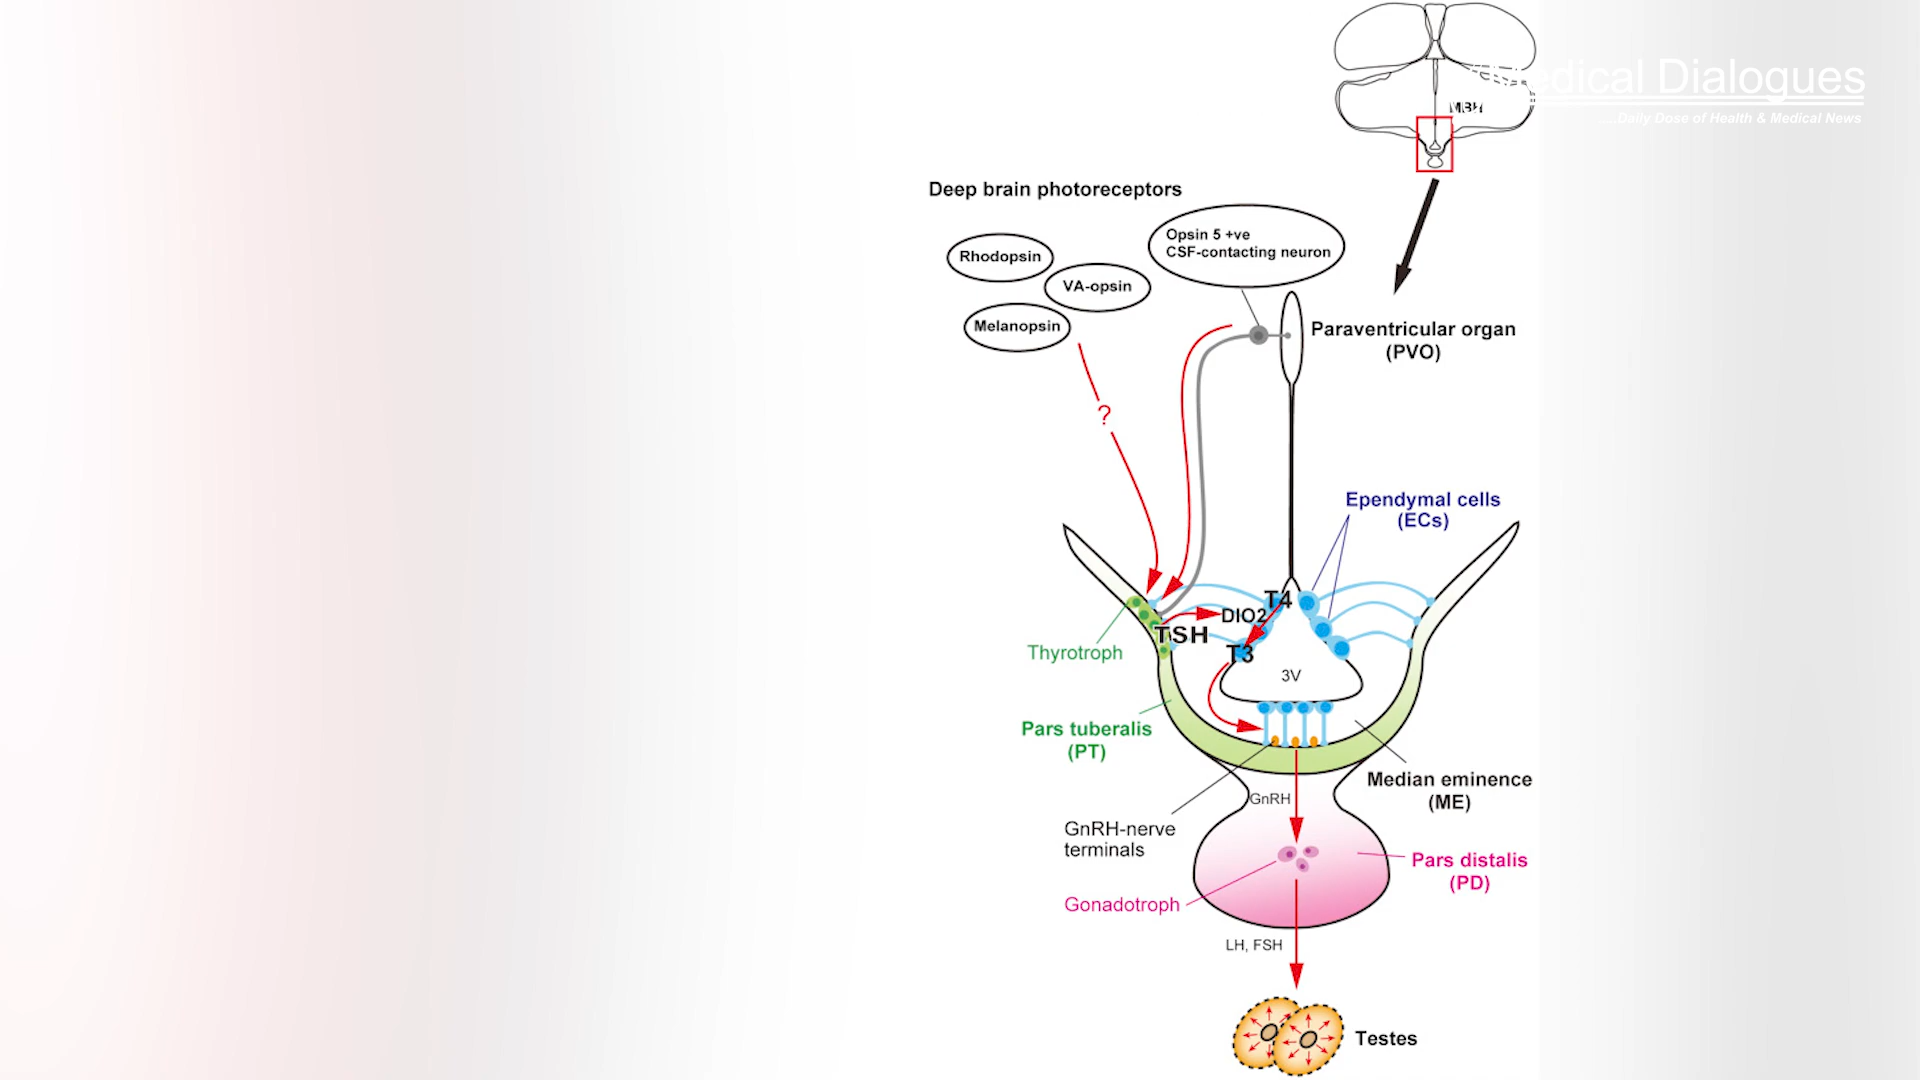 Medical Dialogues
....Daily Dose of Health & Medical News
MBH
Deep brain photoreceptors
Opsin 5 +ve
CSF-contacting neuron
Rhodopsin
VA-opsin
Melanopsin
Paraventricular organ
(PVO)
?
Ependymal cells
(ECs)
T4
DIO2
TSH
T3
Thyrotroph
3V
Pars tuberalis
(PT)
Median eminence
(ME)
GnRH
GnRH-nerve
terminals
Pars distalis
(PD)
Gonadotroph
LH, FSH
Testes